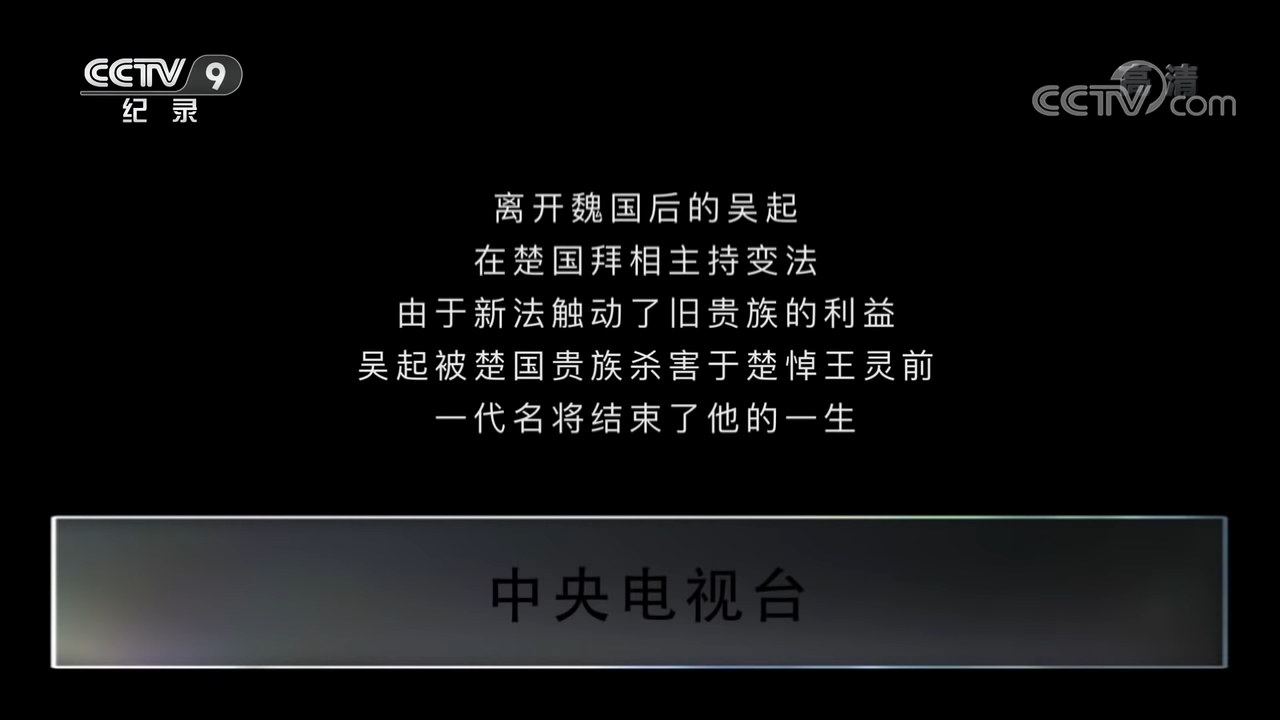 CCTV 9
纪录
高清
CCTV.com
离开魏国后的吴起
在楚国拜相主持变法
由于新法触动了旧贵族的利益
吴起被楚国贵族杀害于楚悼王灵前
一代名将结束了他的一生
中央电视台